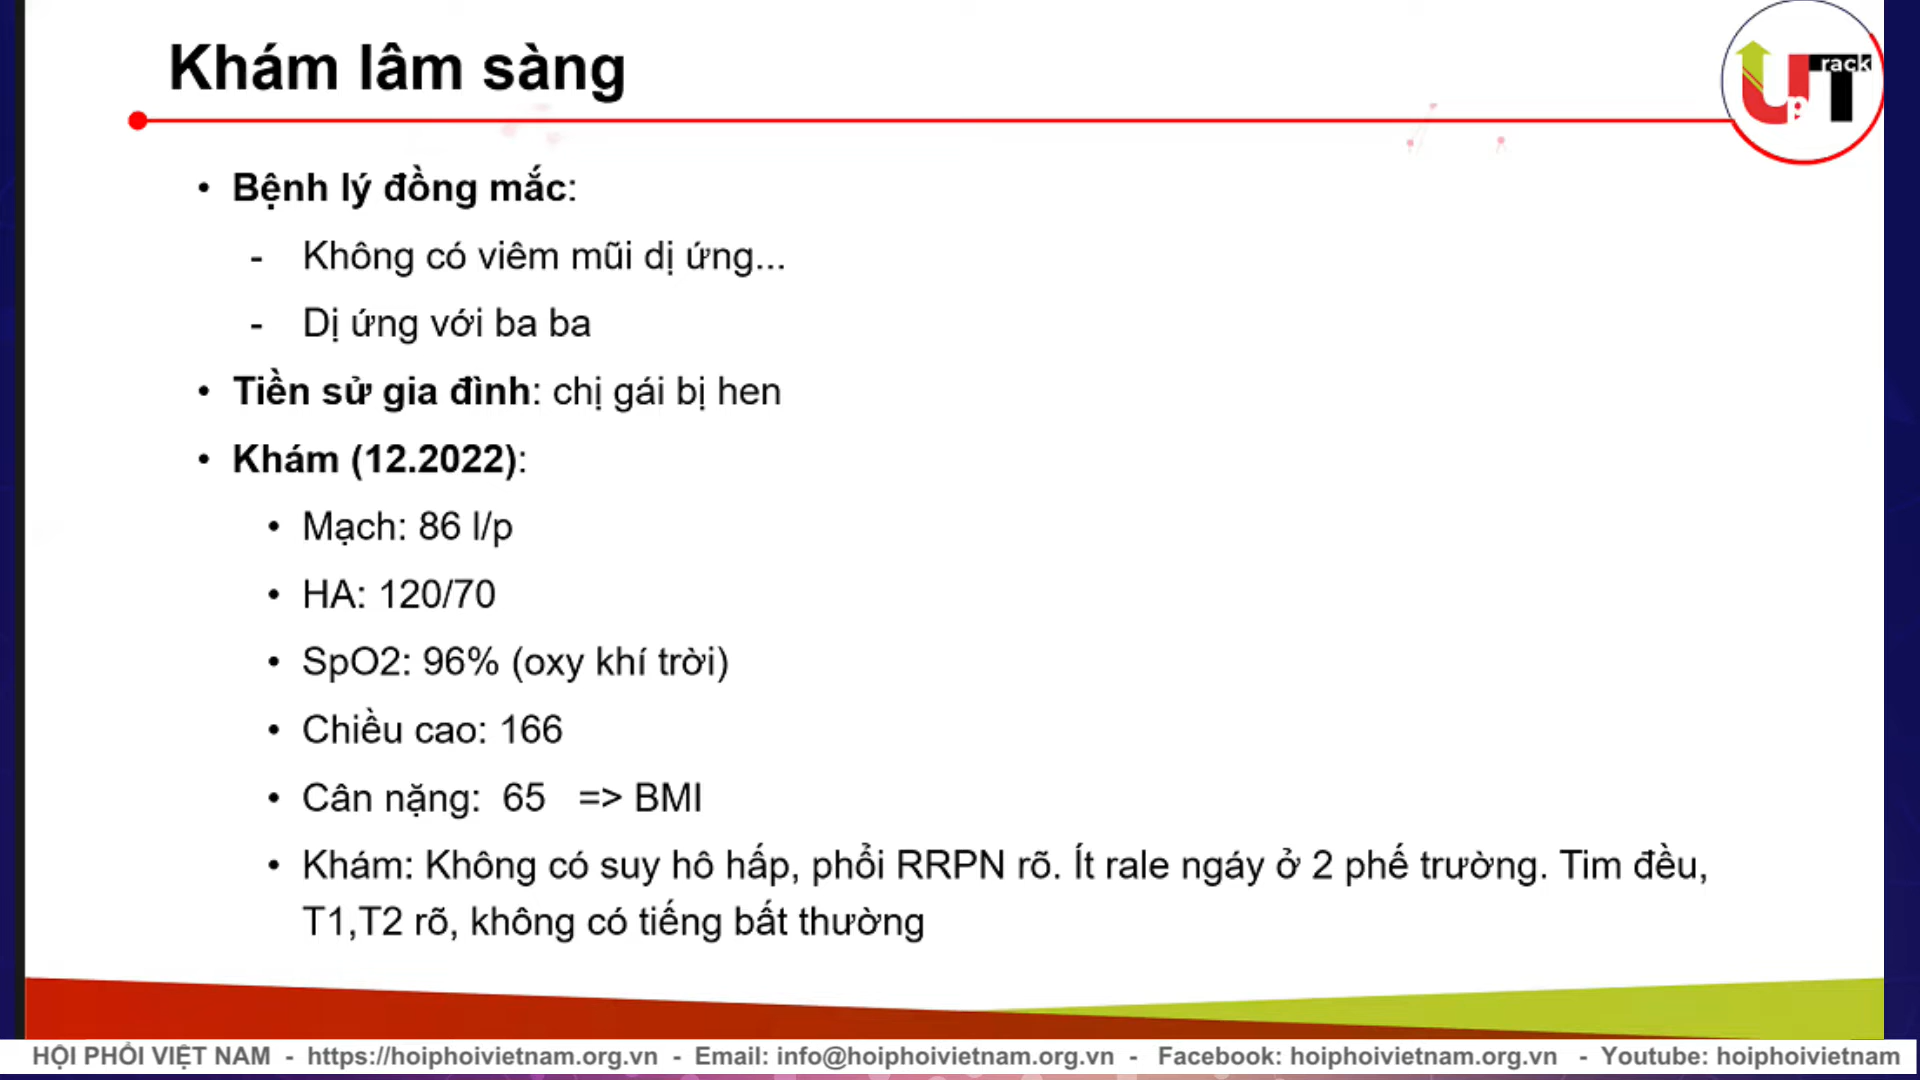 Khám lâm sàng
UpTrack
• Bệnh lý đồng mắc:
- Không có viêm mũi dị ứng...
- Dị ứng với ba ba
• Tiền sử gia đình: chị gái bị hen
• Khám (12.2022):
• Mạch: 86 l/p
• HA: 120/70
• SpO2: 96% (oxy khí trời)
• Chiều cao: 166
• Cân nặng: 65 => BMI
• Khám: Không có suy hô hấp, phổi RRPN rõ. Ít rale ngáy ở 2 phế trường. Tim đều,
T1,T2 rõ, không có tiếng bất thường
HỘI PHỔI VIỆT NAM - https://hoiphoivietnam.org.vn - Email: info@hoiphoivietnam.org.vn - Facebook: hoiphoivietnam.org.vn - Youtube: hoiphoivietnam